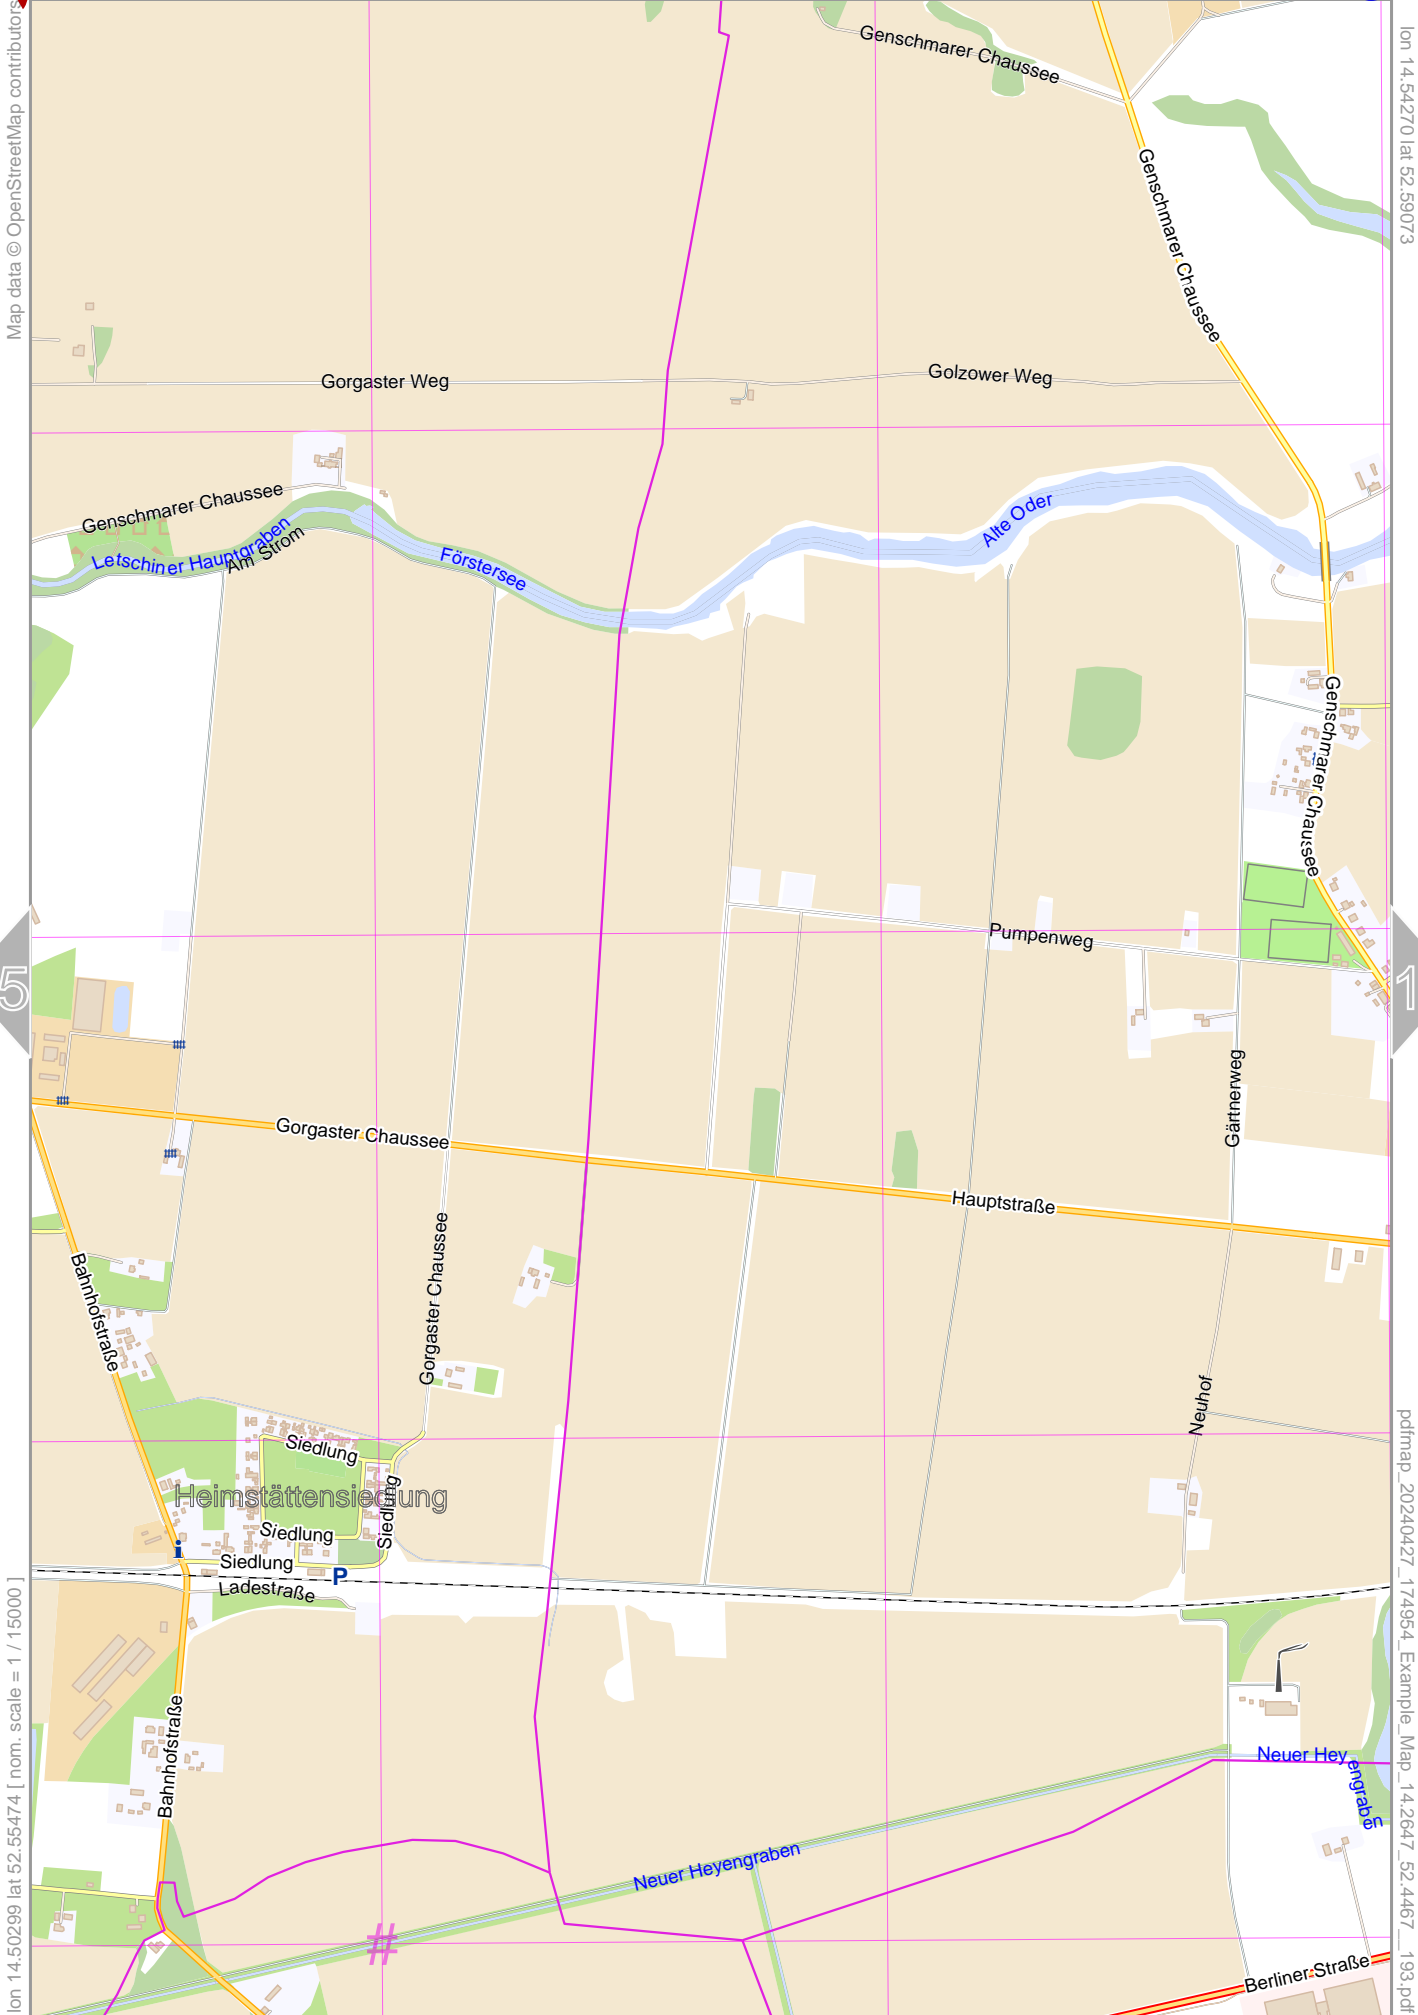 Map data © OpenStreetMap contributors
lon 14.54270 lat 52.59073
Genschmarer Chaussee
Genschmarer Chaussee
Gorgaster Weg
Golzower Weg
Genschmarer Chaussee
Letschiner Hauptgraben
Am Strom
Förstersee
Alte Oder
Genschmarer Chaussee
Pumpenweg
5
1
Gärtnerweg
Gorgaster Chaussee
Hauptstraße
Gorgaster Chaussee
Bahnhofstraße
Neuhof
Siedlung
Heimstättensiedlung
Siedlung
Siedlung
i
Siedlung
P
Ladestraße
Bahnhofstraße
Neuer Heyengraben
Neuer Heyengraben
#
Berliner Straße
lon 14.50299 lat 52.55474 [ nom. scale = 1 / 15000 ]
pdfmap_20240427_174954_Example_Map_14.2647_52.4467__193.pdf